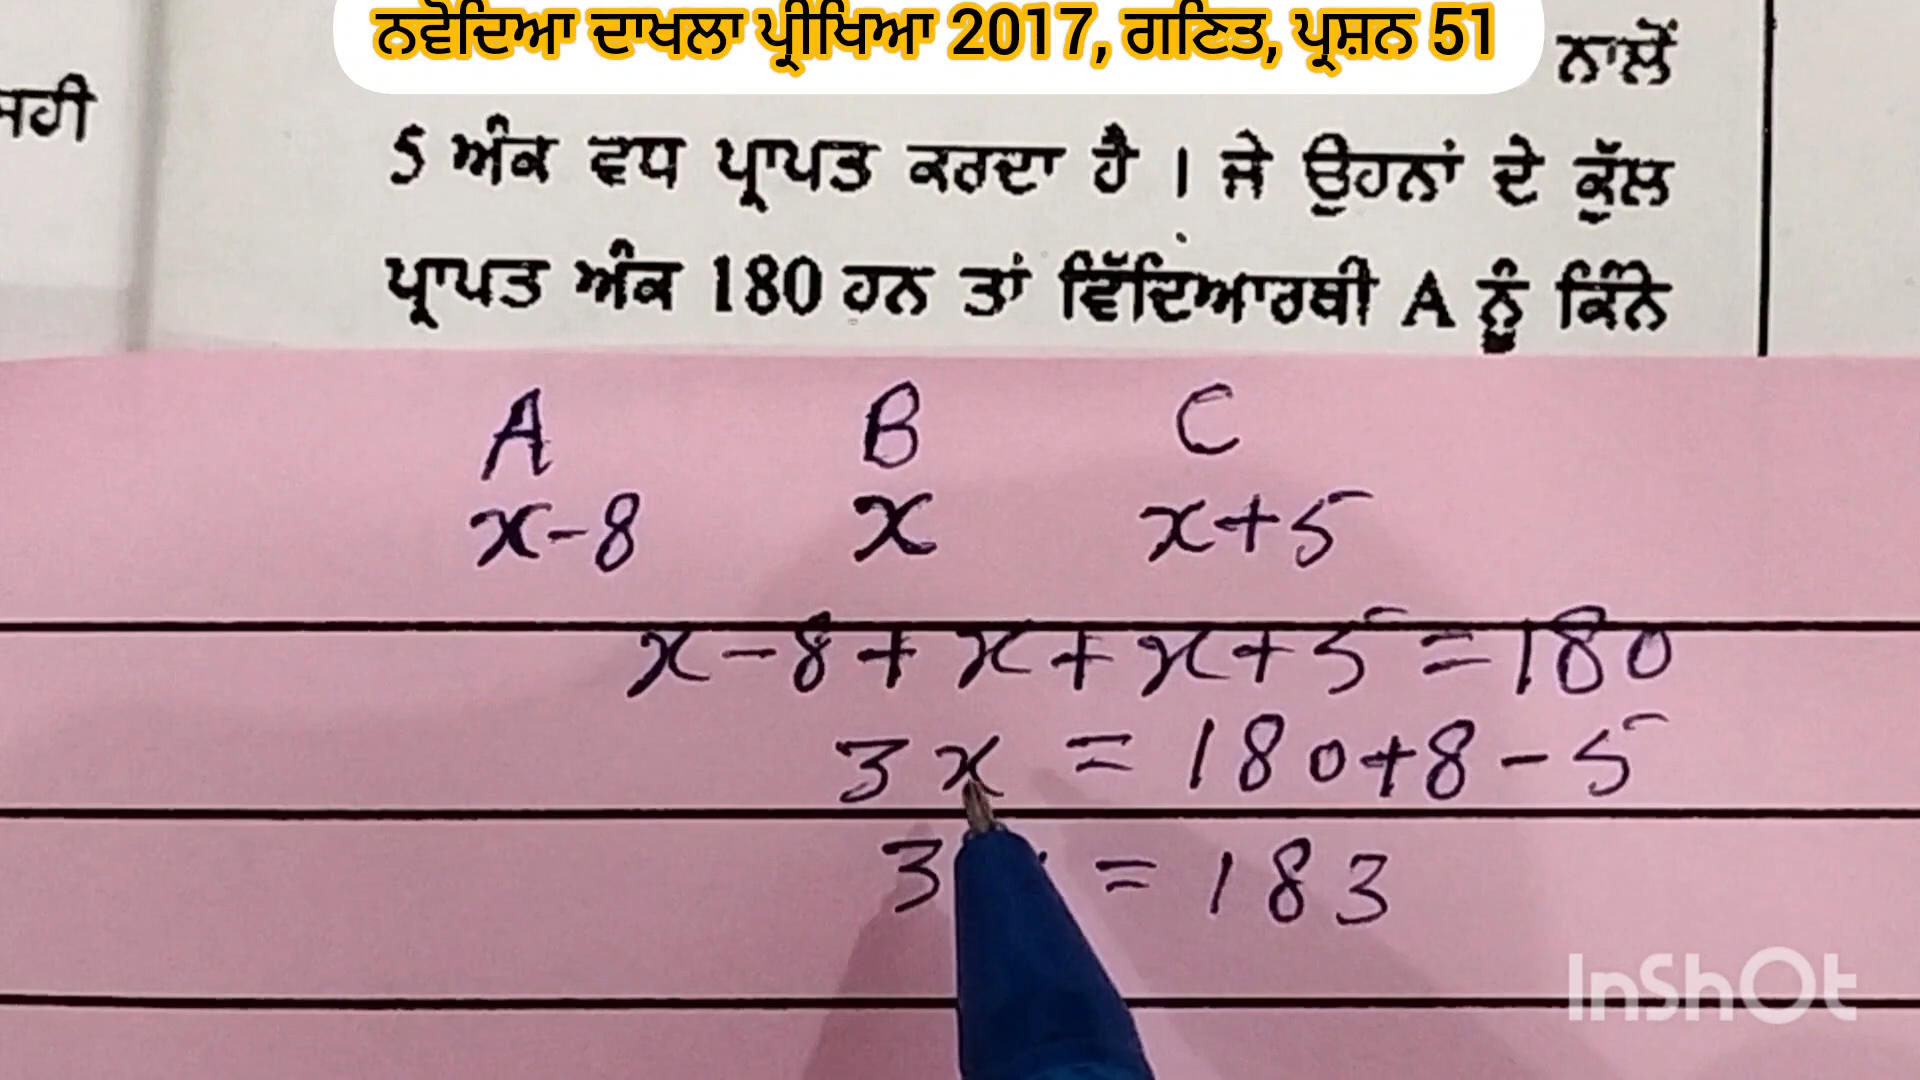 ਨਵੋਦਿਆ ਦਾਖਲਾ ਪ੍ਰੀਖਿਆ 2017, ਗਣਿਤ, ਪ੍ਰਸ਼ਨ 51
ਨਾਲੋਂ
5 ਅੰਕ ਵਧ ਪ੍ਰਾਪਤ ਕਰਦਾ ਹੈ । ਜੇ ਉਹਨਾਂ ਦੇ ਕੁੱਲ
ਪ੍ਰਾਪਤ ਅੰਕ 180 ਹਨ ਤਾਂ ਵਿੱਦਿਆਰਥੀ A ਨੂੰ ਕਿੰਨੇ
A B C
x-8 x x+5
x-8+x+x+5=180
3x = 180+8-5
3 = 183
InShOt